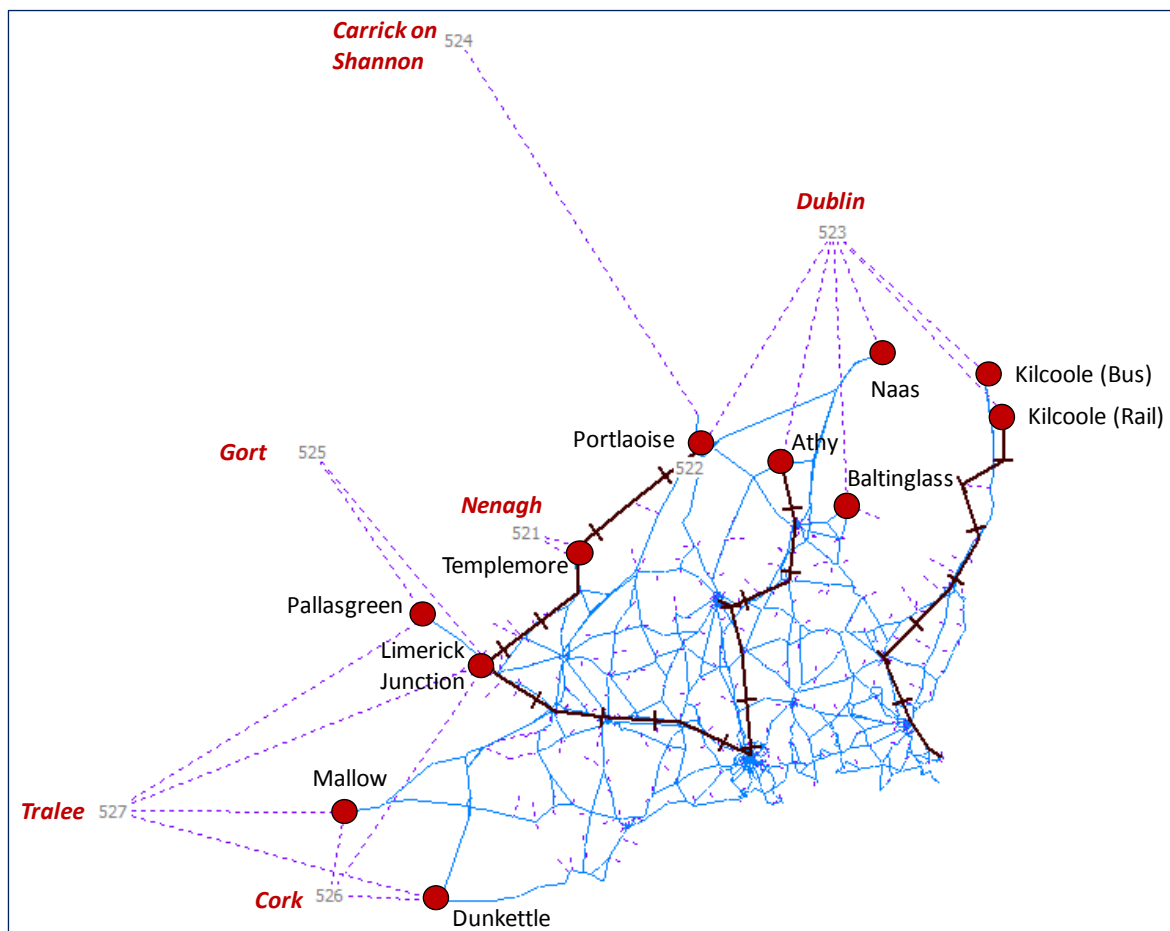 Carrick on
Shannon
524
Dublin
523
Naas
Kilcoole (Bus)
Kilcoole (Rail)
Portlaoise
522
Athy
Baltinglass
Gort
525
Nenagh
521
Templemore
Pallasgreen
Limerick
Junction
Mallow
Tralee
527
Cork
526
Dunkettle